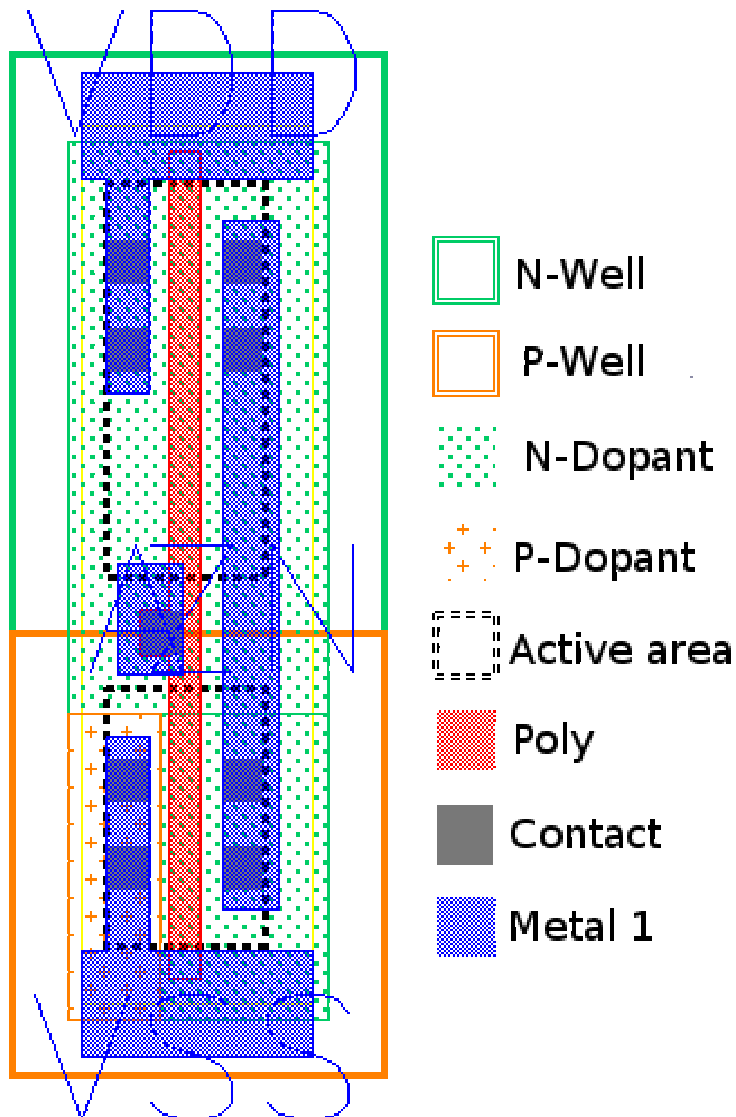 VDD
N-Well
P-Well
N-Dopant
P-Dopant
Active area
A
Poly
Contact
Metal 1
VSS